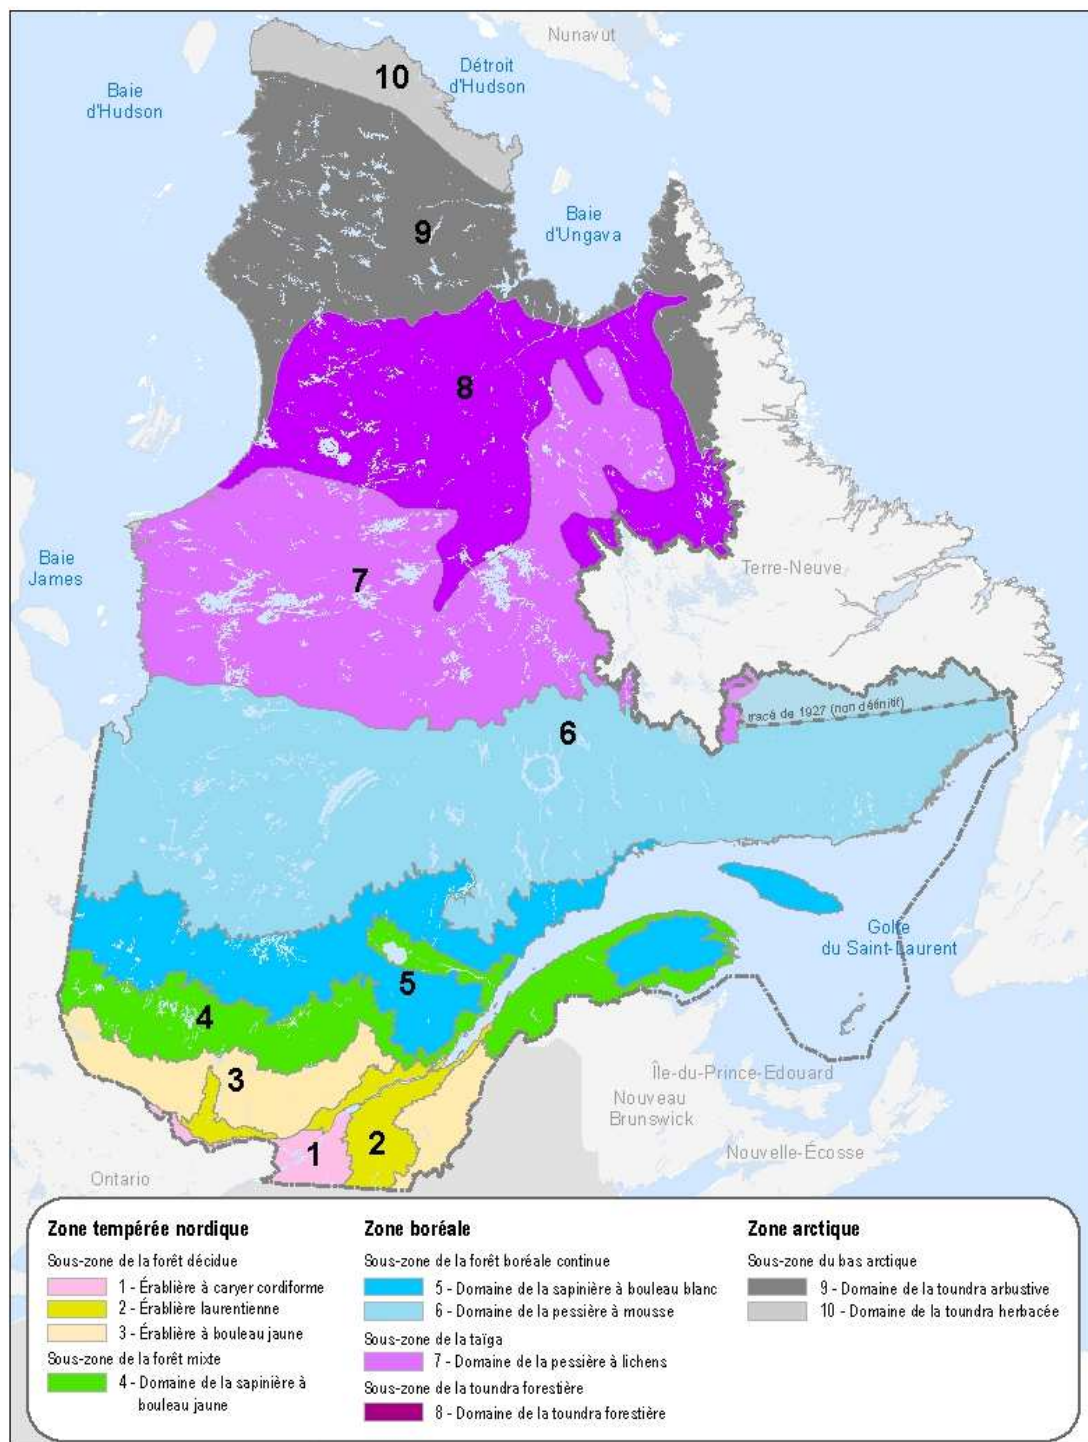 Nunavut
10
Détroit
d'Hudson
Baie
d'Hudson
9
Baie
d'Ungava
8
Baie
James
7
Terre-Neuve
tracé de 1927 (non définitif)
6
Golfe
du Saint-Laurent
5
4
3
Île-du-Prince-Edouard
Nouveau
Brunswick
2
1
Nouvelle-Écosse
Ontario
Zone tempérée nordique
Sous-zone de la forêt décidue
1 - Érablière à caryer cordiforme
2 - Érablière laurentienne
3 - Érablière à bouleau jaune
Sous-zone de la forêt mixte
4 - Domaine de la sapinière à
bouleau jaune
Zone boréale
Sous-zone de la forêt boréale continue
5 - Domaine de la sapinière à bouleau blanc
6 - Domaine de la pessière à mousse
Sous-zone de la taïga
7 - Domaine de la pessière à lichens
Sous-zone de la toundra forestière
8 - Domaine de la toundra forestière
Zone arctique
Sous-zone du bas arctique
9 - Domaine de la toundra arbustive
10 - Domaine de la toundra herbacée